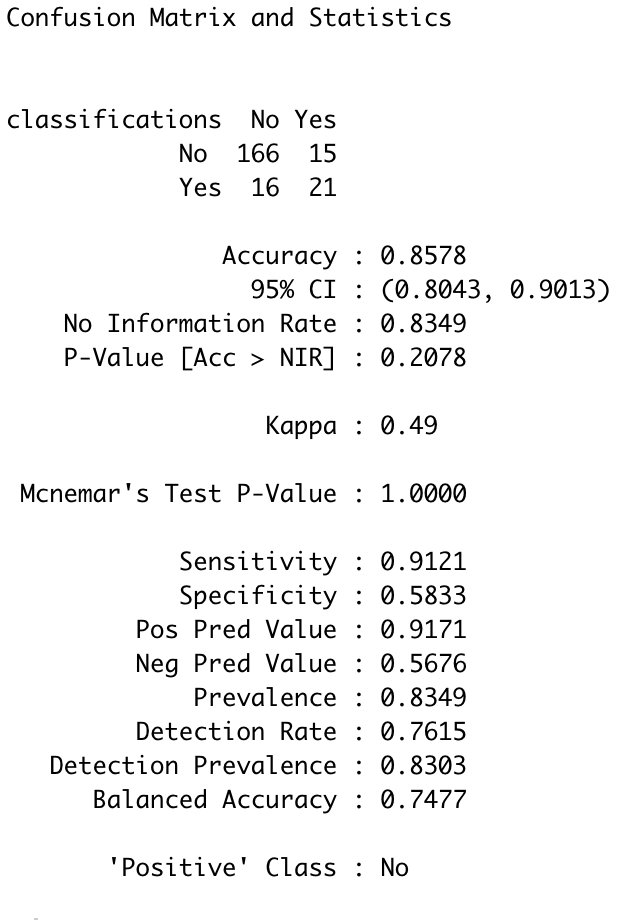 Confusion Matrix and Statistics
classifications No Yes
No 166 15
Yes 16 21
Accuracy : 0.8578
95% CI : (0.8043, 0.9013)
No Information Rate : 0.8349
P-Value [Acc > NIR] : 0.2078
Kappa : 0.49
Mcnemar's Test P-Value : 1.0000
Sensitivity : 0.9121
Specificity : 0.5833
Pos Pred Value : 0.9171
Neg Pred Value : 0.5676
Prevalence : 0.8349
Detection Rate : 0.7615
Detection Prevalence : 0.8303
Balanced Accuracy : 0.7477
'Positive' Class : No